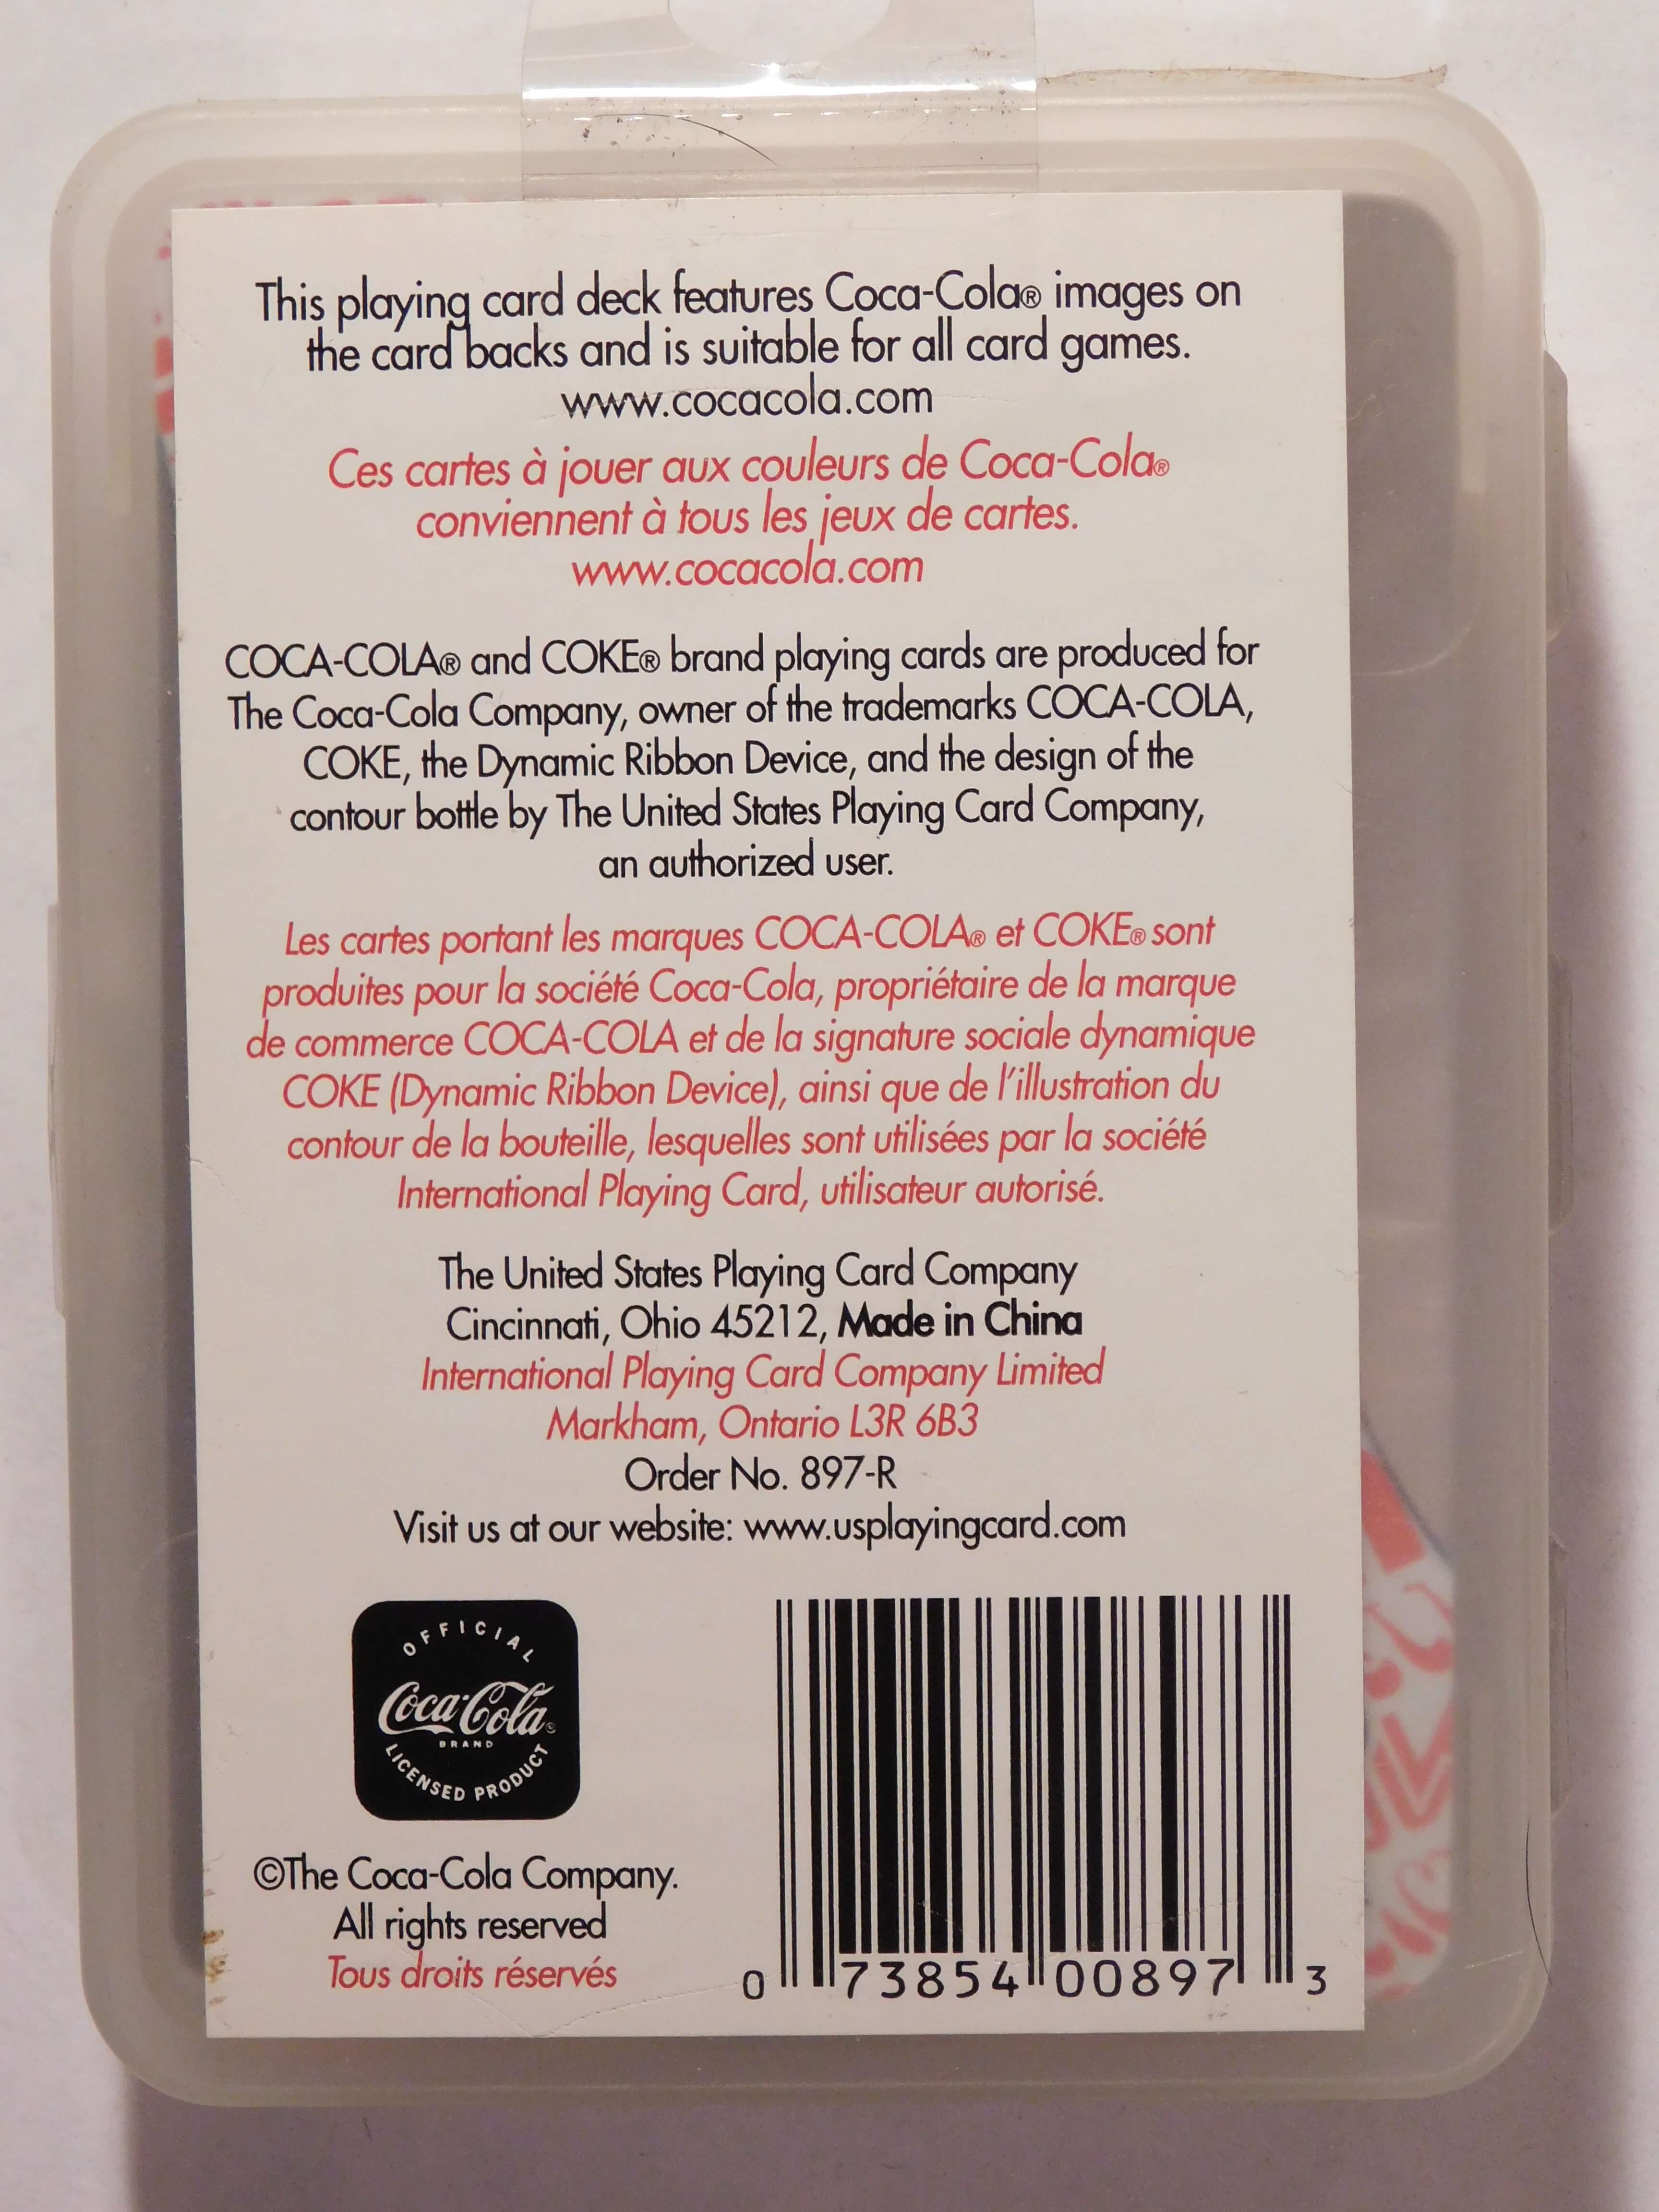 This playing card deck features Coca-Cola® images on
the card backs and is suitable for all card games.
www.cocacola.com
Ces cartes à jouer aux couleurs de Coca-Cola®
conviennent à tous les jeux de cartes.
www.cocacola.com
COCA-COLA® and COKE® brand playing cards are produced for
The Coca-Cola Company, owner of the trademarks COCA-COLA,
COKE, the Dynamic Ribbon Device, and the design of the
contour bottle by The United States Playing Card Company,
an authorized user.
Les cartes portant les marques COCA-COLA® et COKE® sont
produites pour la société Coca-Cola, propriétaire de la marque
de commerce COCA-COLA et de la signature sociale dynamique
COKE (Dynamic Ribbon Device), ainsi que de l'illustration du
contour de la bouteille, lesquelles sont utilisées par la société
International Playing Card, utilisateur autorisé.
The United States Playing Card Company
Cincinnati, Ohio 45212, Made in China
International Playing Card Company Limited
Markham, Ontario L3R 6B3
Order No. 897-R
Visit us at our website: www.usplayingcard.com
OFFICIAL
Coca-Cola®
BRAND
LICENSED PRODUCT
©The Coca-Cola Company.
All rights reserved
Tous droits réservés
0 73854 00897 3